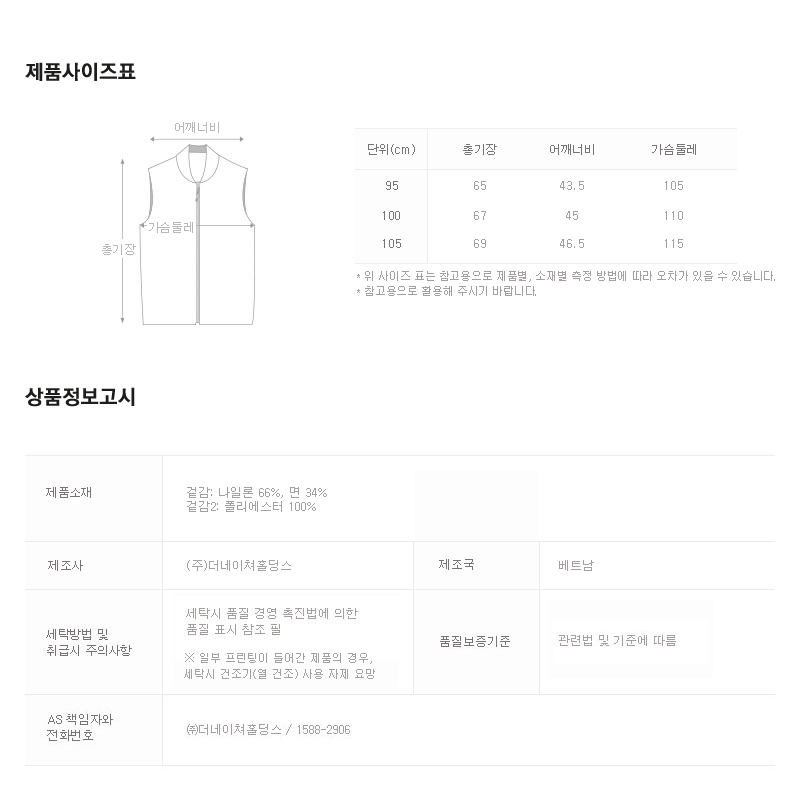 제품사이즈표
어깨너비
가슴둘레
총기장
단위(cm) 총기장 어깨너비 가슴둘레
95 65 43.5 105
100 67 45 110
105 69 46.5 115
* 위 사이즈 표는 참고용으로 제품별, 소재별 측정 방법에 따라 오차가 있을 수 있습니다.
* 참고용으로 활용해 주시기 바랍니다.
상품정보고시
제품소재
겉감: 나일론 66%, 면 34%
겉감2: 폴리에스터 100%
제조사 (주)더네이쳐홀딩스 제조국 베트남
세탁방법 및
취급시 주의사항
세탁시 품질 경영 촉진법에 의한
품질 표시 참조 필
※ 일부 프린팅이 들어간 제품의 경우,
세탁시 건조기(열 건조) 사용 자제 요망
품질보증기준 관련법 및 기준에 따름
AS 책임자와
전화번호
㈜더네이쳐홀딩스 / 1588-2906